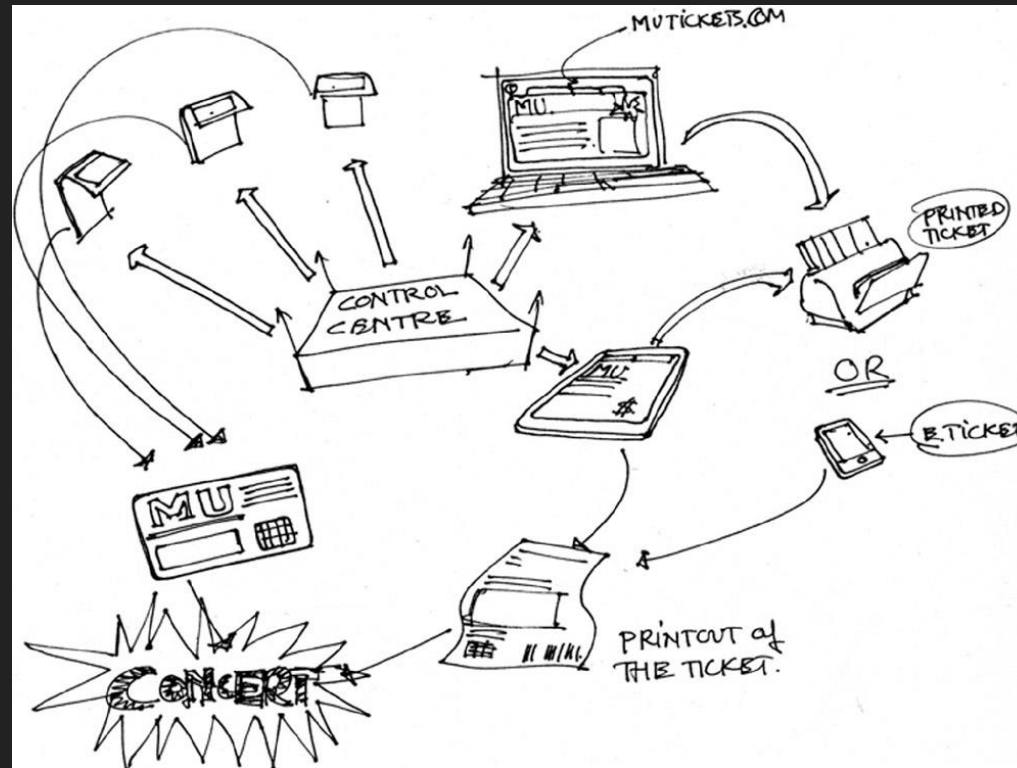 MUTICKETS.COM
MU.
PRINTED
TICKET
CONTROL
CENTRE
MU
$
OR
E.TICKET
MU
PRINTOUT of
THE TICKET.
CONCERT